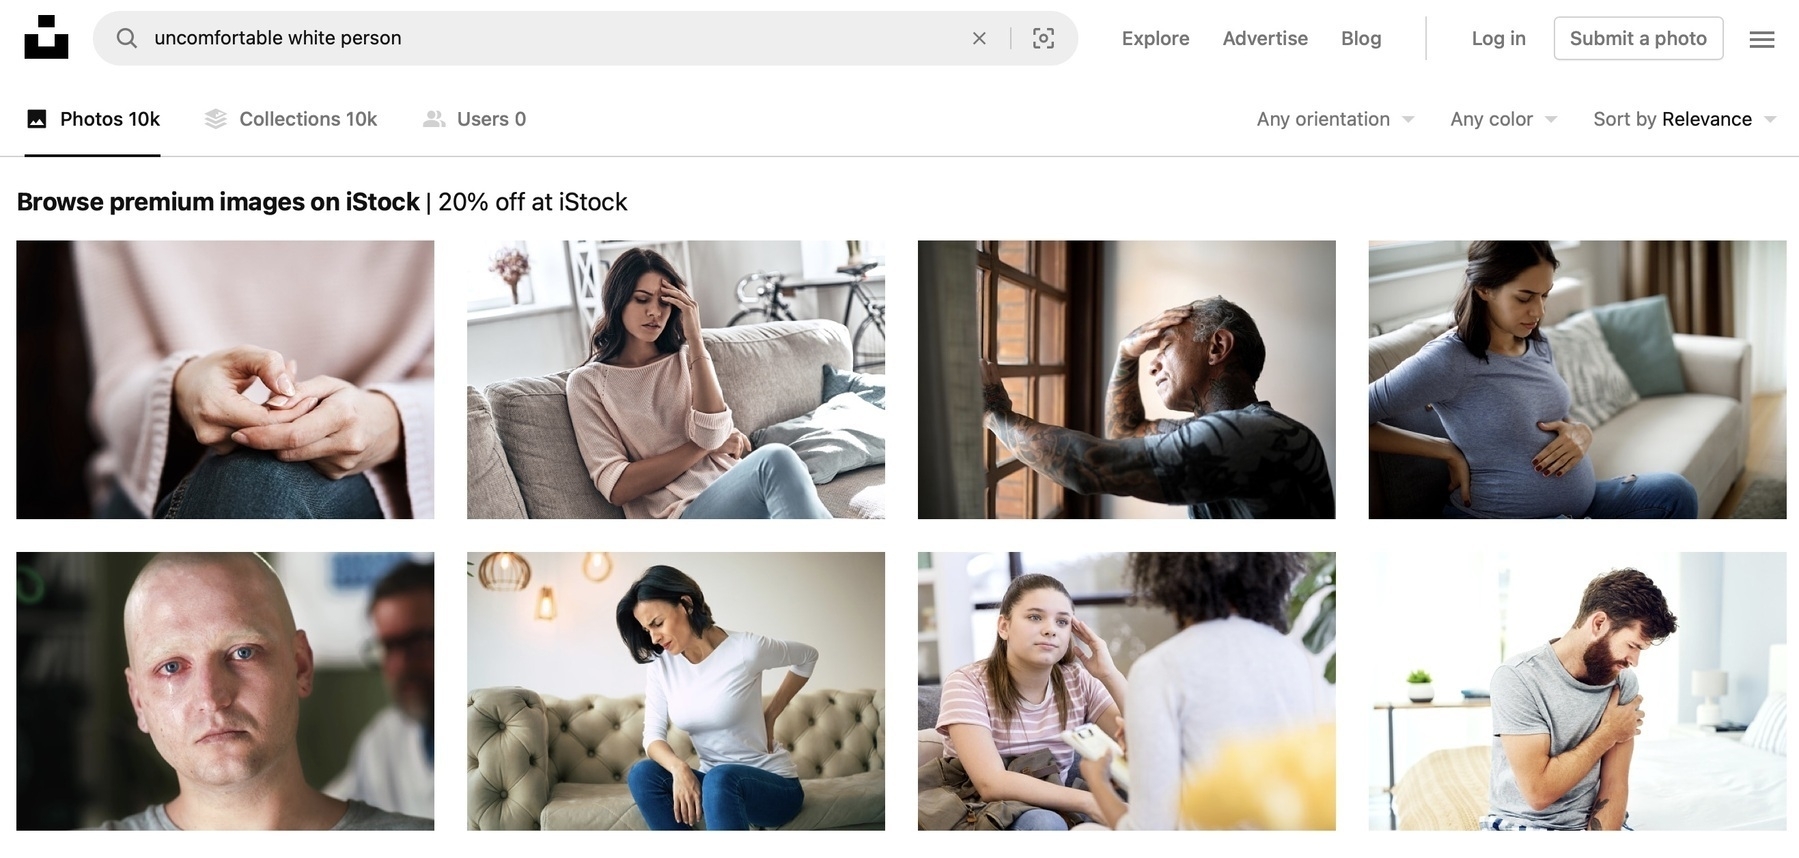 uncomfortable white person
Explore Advertise Blog Log in Submit a photo
Photos 10k Collections 10k Users 0
Any orientation Any color Sort by Relevance
Browse premium images on iStock | 20% off at iStock